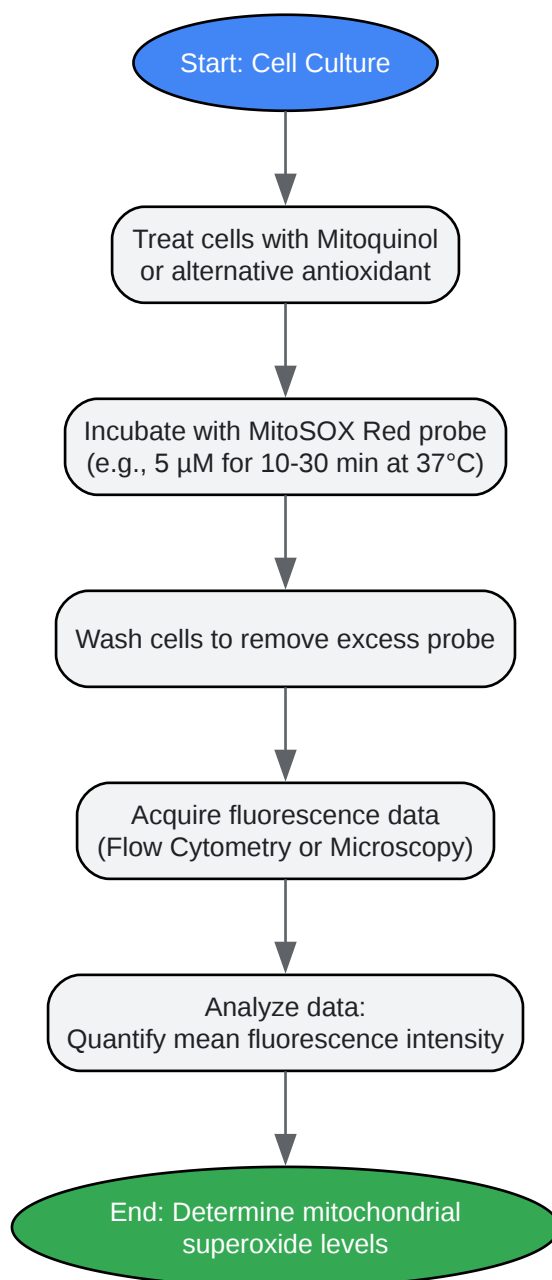 Start: Cell Culture
Treat cells with Mitoquinol
or alternative antioxidant
Incubate with MitoSOX Red probe
(e.g., 5 µM for 10-30 min at 37°C)
Wash cells to remove excess probe
Acquire fluorescence data
(Flow Cytometry or Microscopy)
Analyze data:
Quantify mean fluorescence intensity
End: Determine mitochondrial
superoxide levels